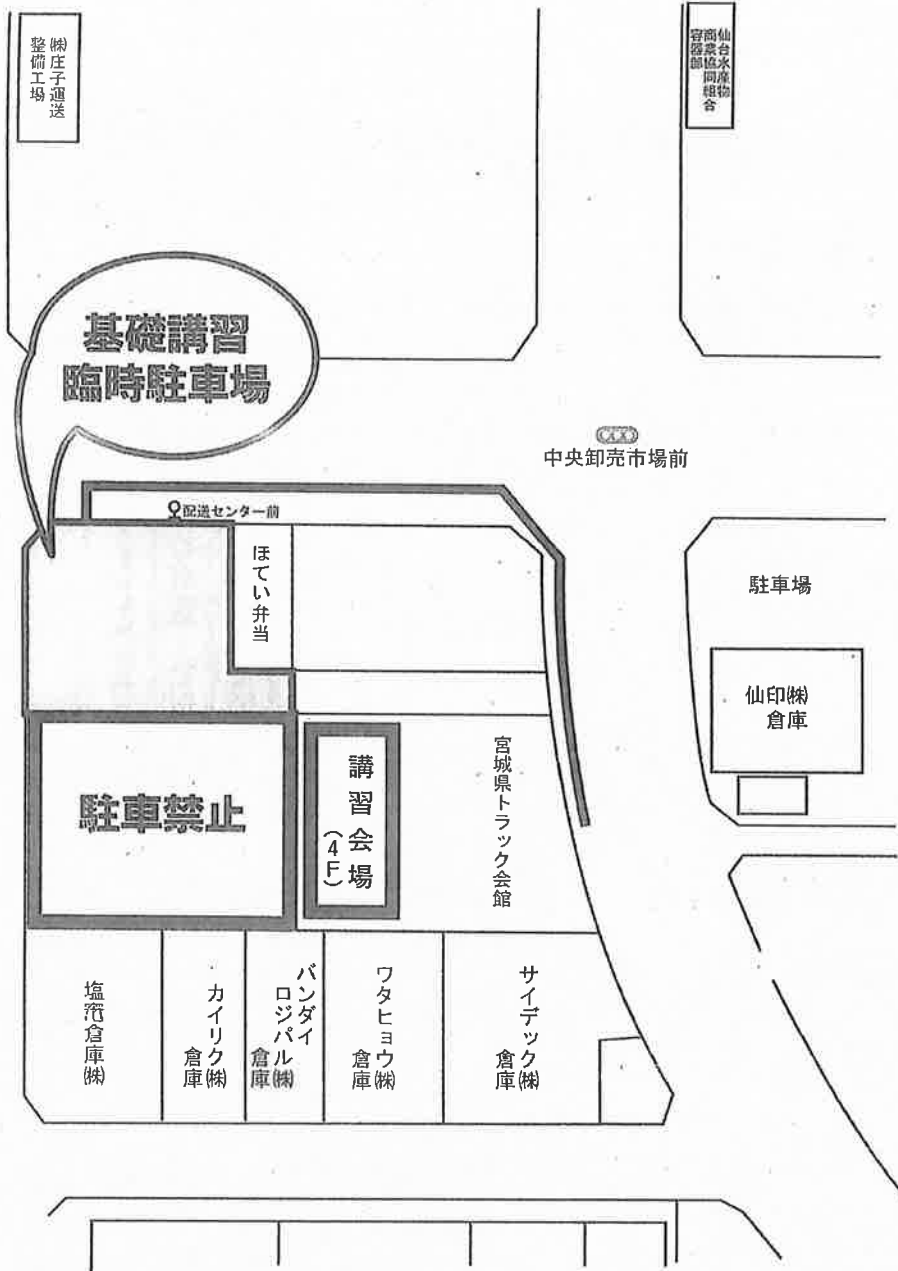 ㈱庄子運送
整備工場
仙台水産物
商業協同組合
容器部
基礎講習
臨時駐車場
中央卸売市場前
配送センター前
ほてい弁当
駐車場
仙印㈱
倉庫
駐車禁止
講習会場
(4F)
宮城県トラック会館
塩竈倉庫㈱
カイリク㈱
倉庫
バンダイ
ロジパル㈱
倉庫
ワタヒョウ㈱
倉庫
サイデック㈱
倉庫